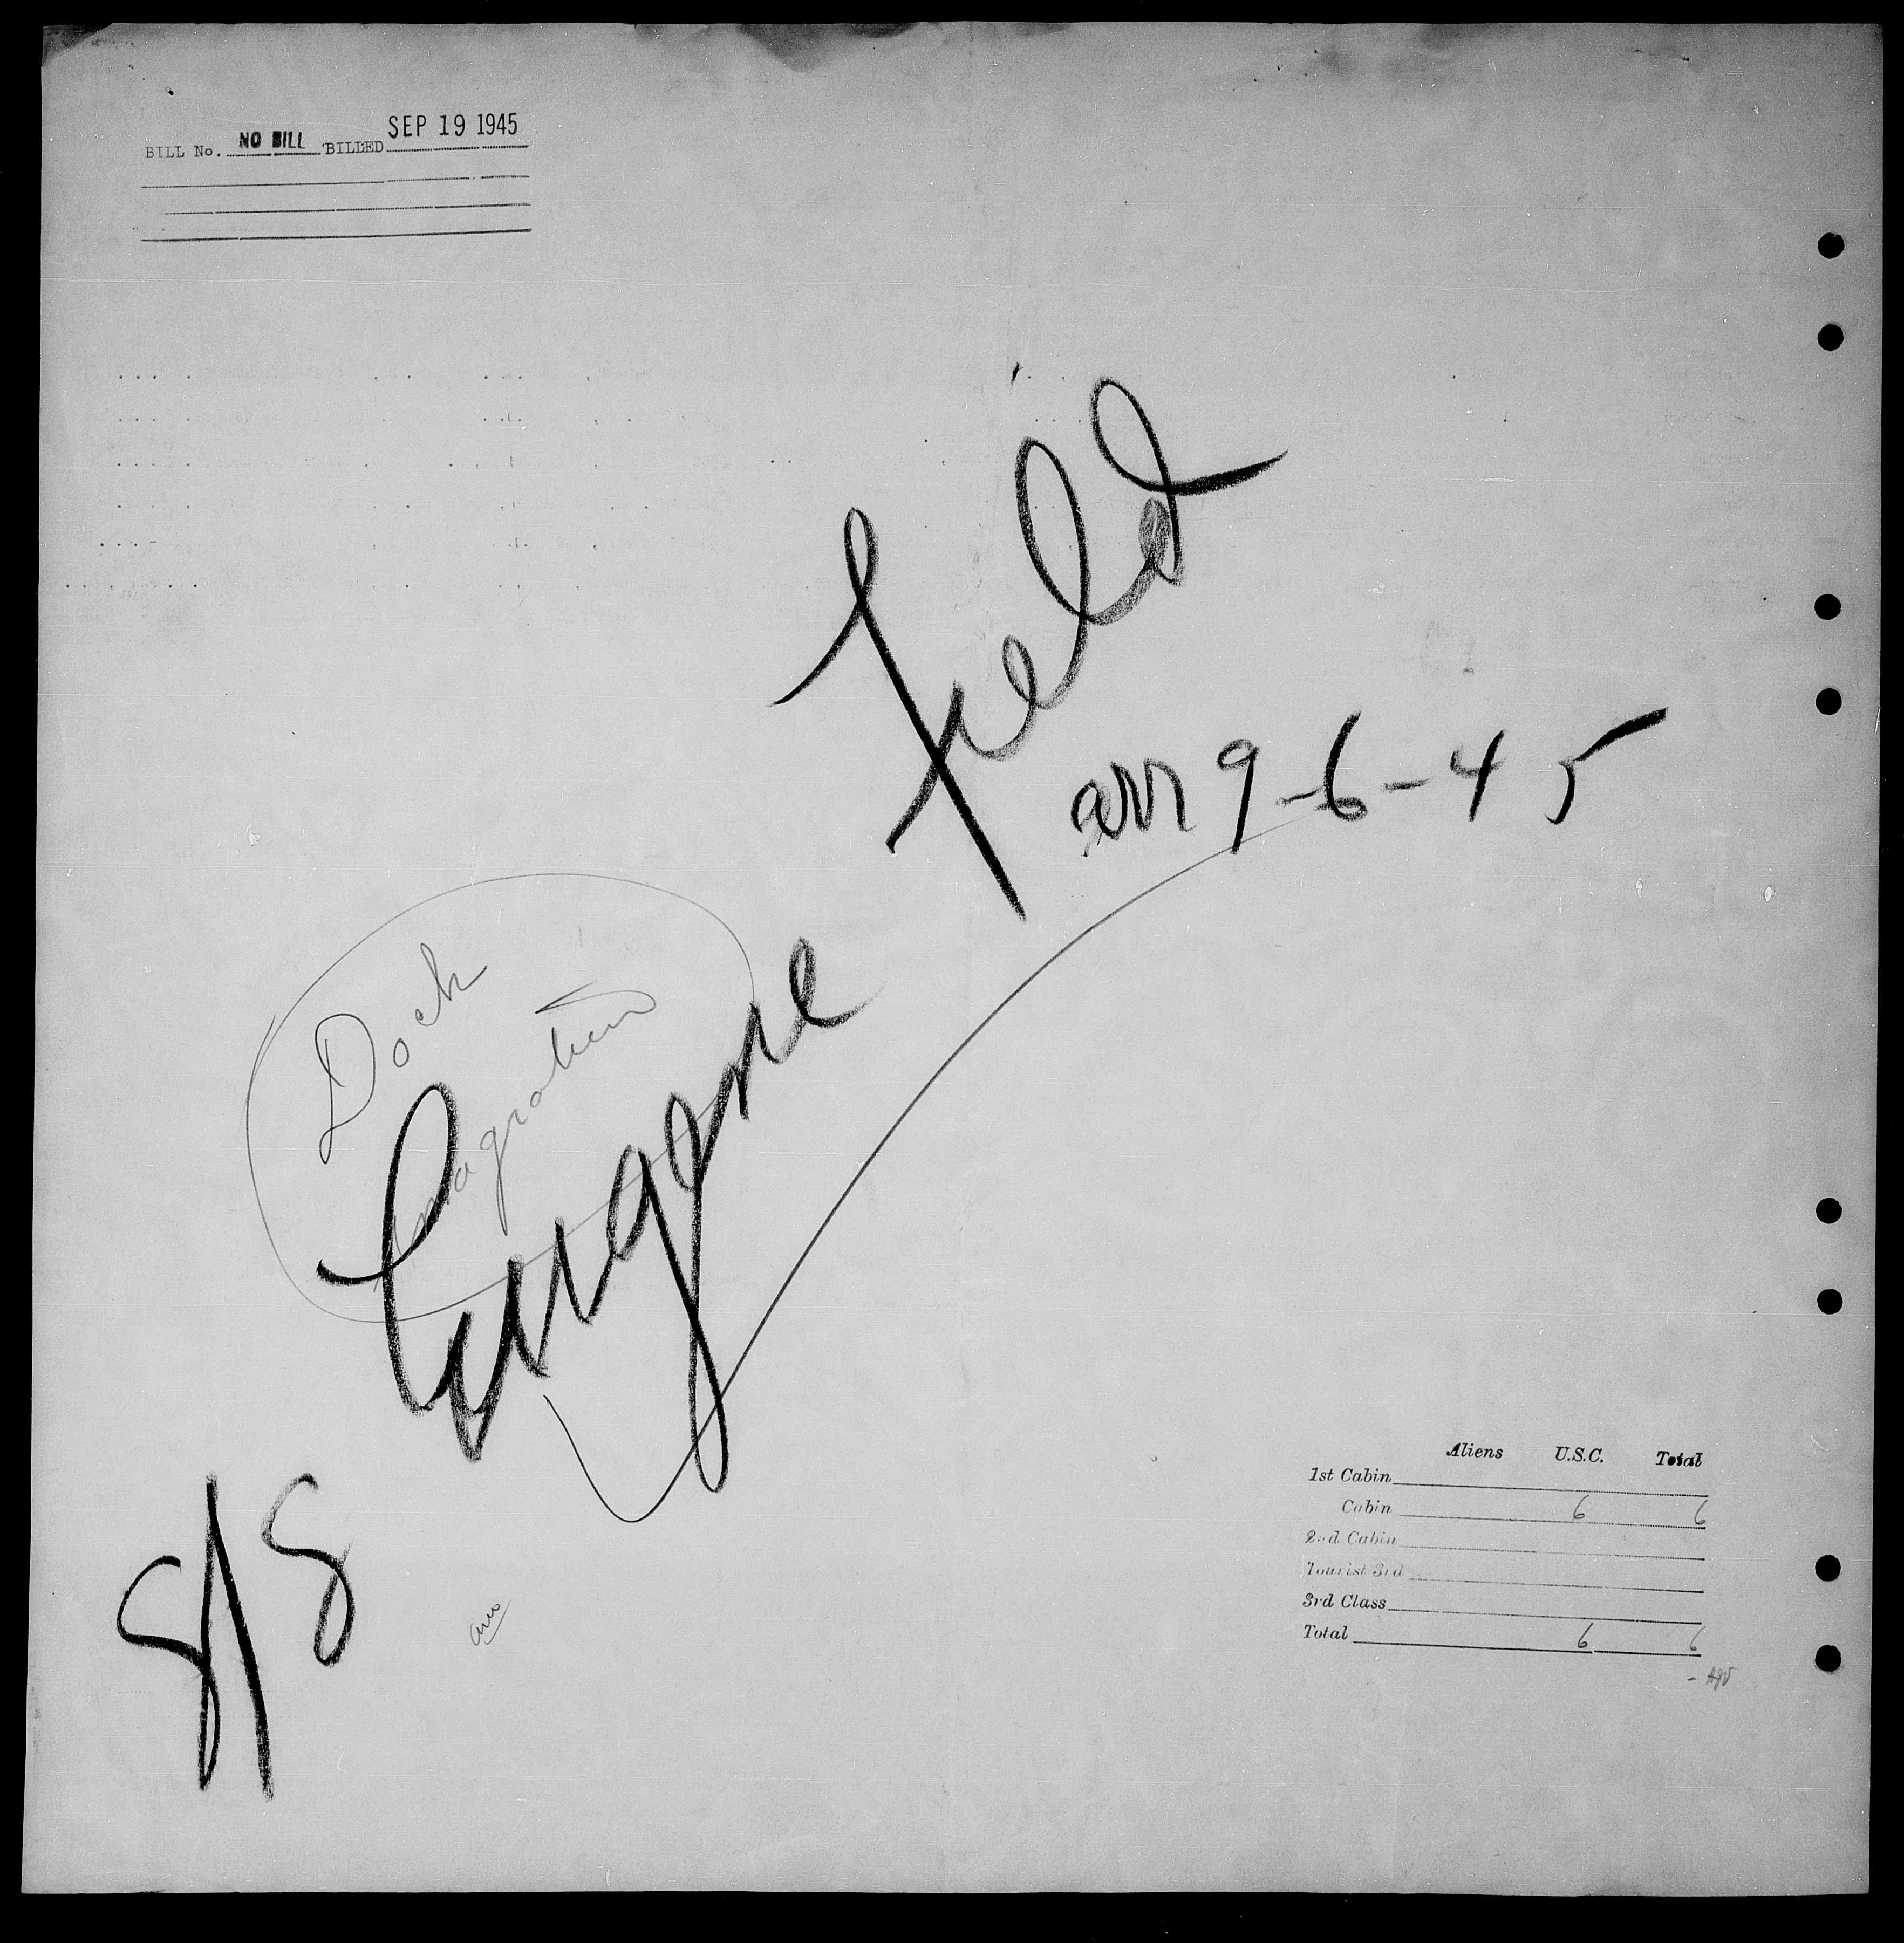 BILL No. NO BILL BILLED SEP 19 1945
Field
arr 9-6-45
Dock
Eugene
S/S
Aliens U.S.C. Total
1st Cabin
Cabin 6 6
2nd Cabin
Tourist 3rd
3rd Class
Total 6 6